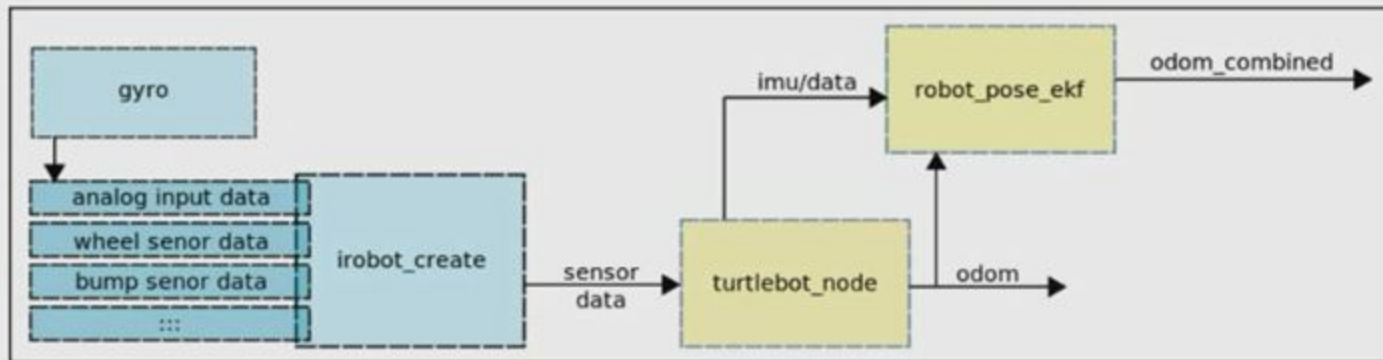 gyro
analog input data
wheel senor data
bump senor data
:::
irobot_create
sensor
data
turtlebot_node
imu/data
odom
robot_pose_ekf
odom_combined